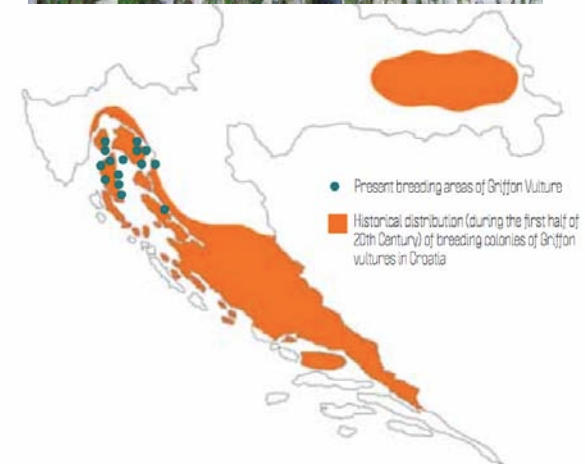 Present breeding areas of Griffon Vulture
Historical distribution (during the first half of
20th Century) of breeding colonies of Griffon
vultures in Croatia